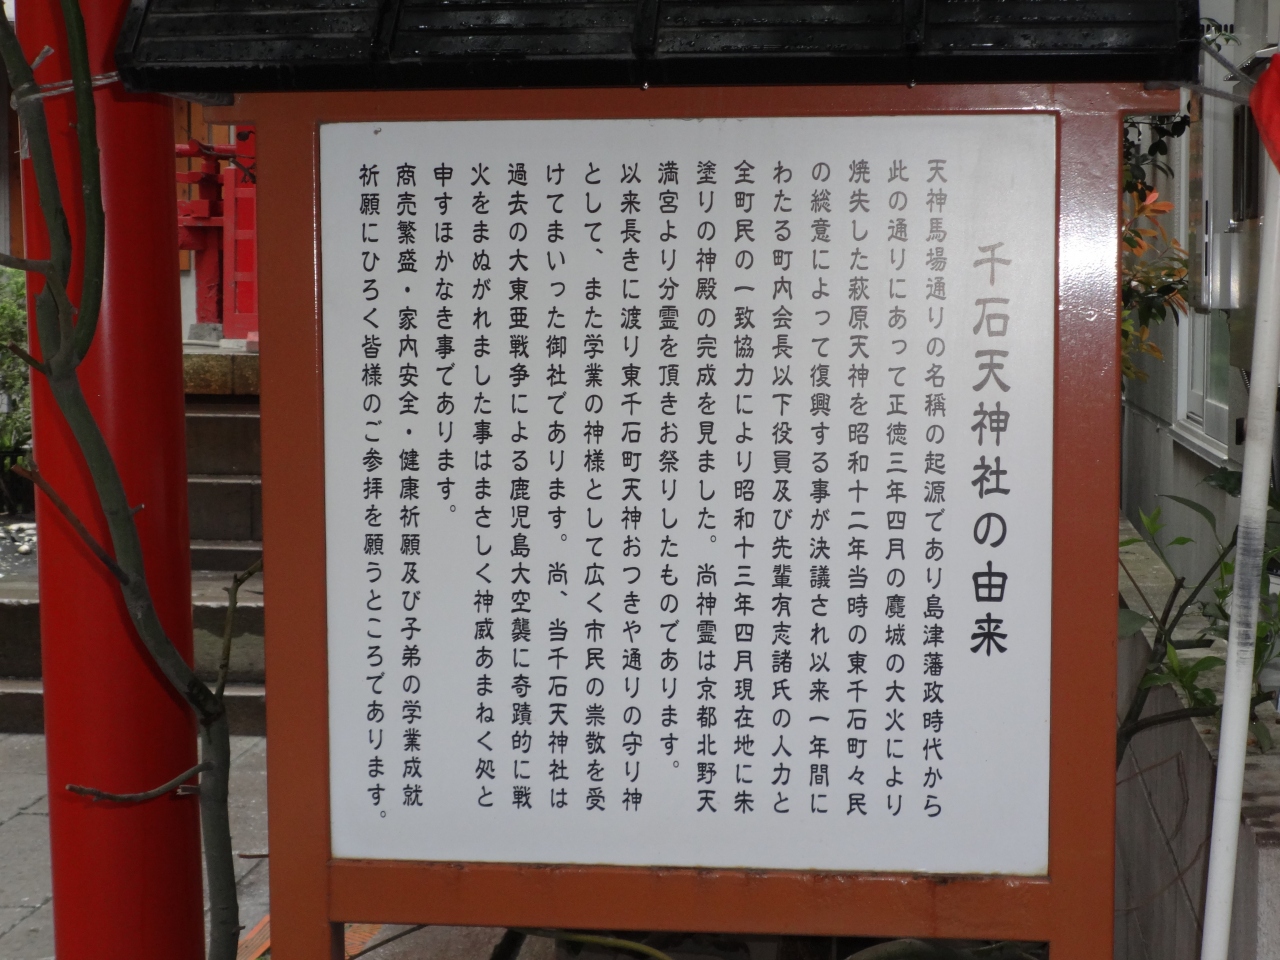 千石天神社の由来
天神馬場通りの名稱の起源であり島津藩政時代から
此の通りにあって正徳三年四月の麑城の大火により
焼失した萩原天神を昭和十二年当時の東千石町々民
の総意によって復興する事が決議され以来一年間に
わたる町内会長以下役員及び先輩有志諸氏の人力と
全町民の一致協力により昭和十三年四月現在地に朱
塗りの神殿の完成を見ました。尚神霊は京都北野天
満宮より分霊を頂きお祭りしたものであります。
以来長きに渡り東千石町天神おつきや通りの守り神
として、また学業の神様として広く市民の崇敬を受
けてまいった御社であります。尚、当千石天神社は
過去の大東亜戦争による鹿児島大空襲に奇蹟的に戦
火をまぬがれました事はまさしく神威あまねく処と
申すほかなき事であります。
商売繁盛・家内安全・健康祈願及び子弟の学業成就
祈願にひろく皆様のご参拝を願うところであります。